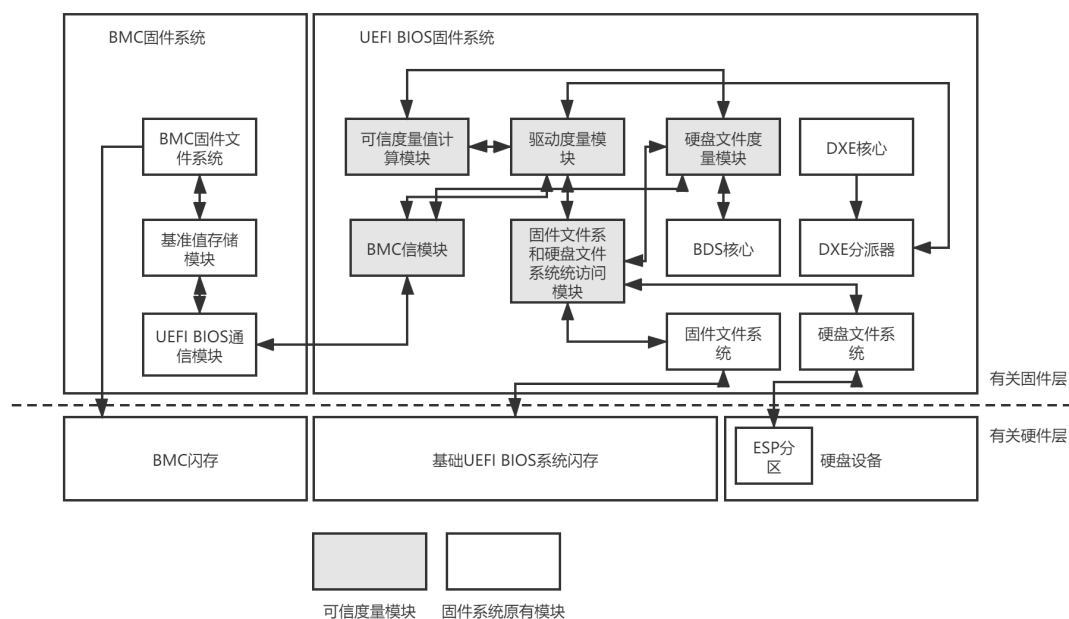 BMC固件系统
UEFI BIOS固件系统
BMC固件文
件系统
可信度量值计
算模块
驱动度量模
块
硬盘文件度
量模块
DXE核心
基准值存储
模块
BMC信模块
固件文件系
和硬盘文件
系统统访问
模块
BDS核心
DXE分派器
UEFI BIOS通
信模块
固件文件系
统
硬盘文件系
统
有关固件层
有关硬件层
BMC闪存
基础UEFI BIOS系统闪存
ESP分
区
硬盘设备
可信度量模块
固件系统原有模块